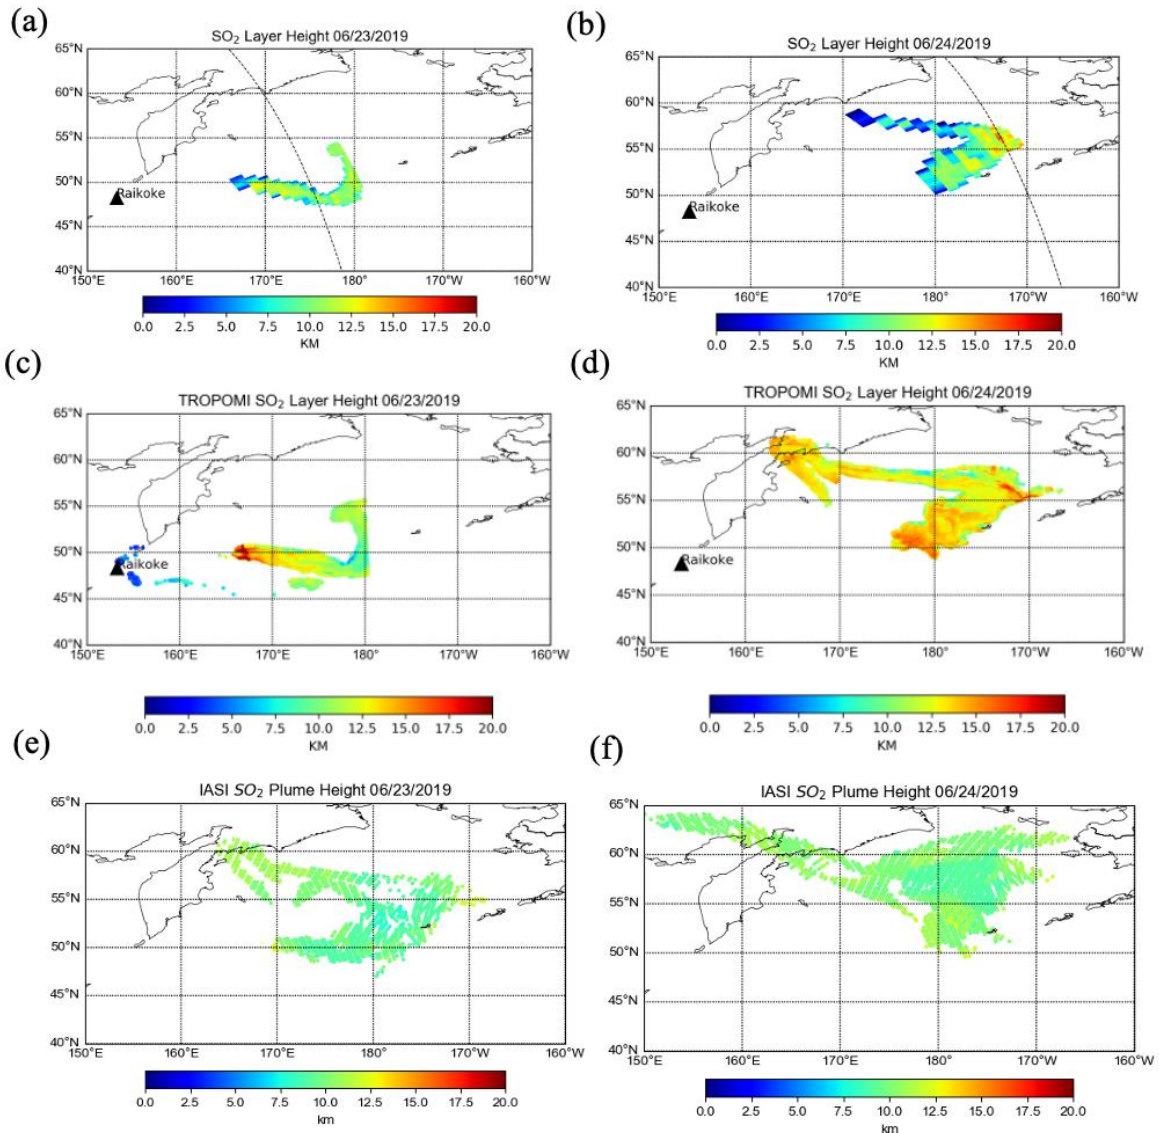 (a)
SO2 Layer Height 06/23/2019
65°N
60°N
55°N
50°N
45°N
40°N
Raikoke
150°E 160°E 170°E 180° 170°W 160°W
0.0 2.5 5.0 7.5 10.0 12.5 15.0 17.5 20.0
KM
(b)
SO2 Layer Height 06/24/2019
65°N
60°N
55°N
50°N
45°N
40°N
Raikoke
150°E 160°E 170°E 180° 170°W 160°W
0.0 2.5 5.0 7.5 10.0 12.5 15.0 17.5 20.0
KM
(c)
TROPOMI SO2 Layer Height 06/23/2019
65°N
60°N
55°N
50°N
45°N
40°N
Raikoke
150°E 160°E 170°E 180° 170°W 160°W
0.0 2.5 5.0 7.5 10.0 12.5 15.0 17.5 20.0
KM
(d)
TROPOMI SO2 Layer Height 06/24/2019
65°N
60°N
55°N
50°N
45°N
40°N
Raikoke
150°E 160°E 170°E 180° 170°W 160°W
0.0 2.5 5.0 7.5 10.0 12.5 15.0 17.5 20.0
KM
(e)
IASI SO2 Plume Height 06/23/2019
65°N
60°N
55°N
50°N
45°N
40°N
150°E 160°E 170°E 180° 170°W 160°W
0.0 2.5 5.0 7.5 10.0 12.5 15.0 17.5 20.0
km
(f)
IASI SO2 Plume Height 06/24/2019
65°N
60°N
55°N
50°N
45°N
40°N
150°E 160°E 170°E 180° 170°W 160°W
0.0 2.5 5.0 7.5 10.0 12.5 15.0 17.5 20.0
km